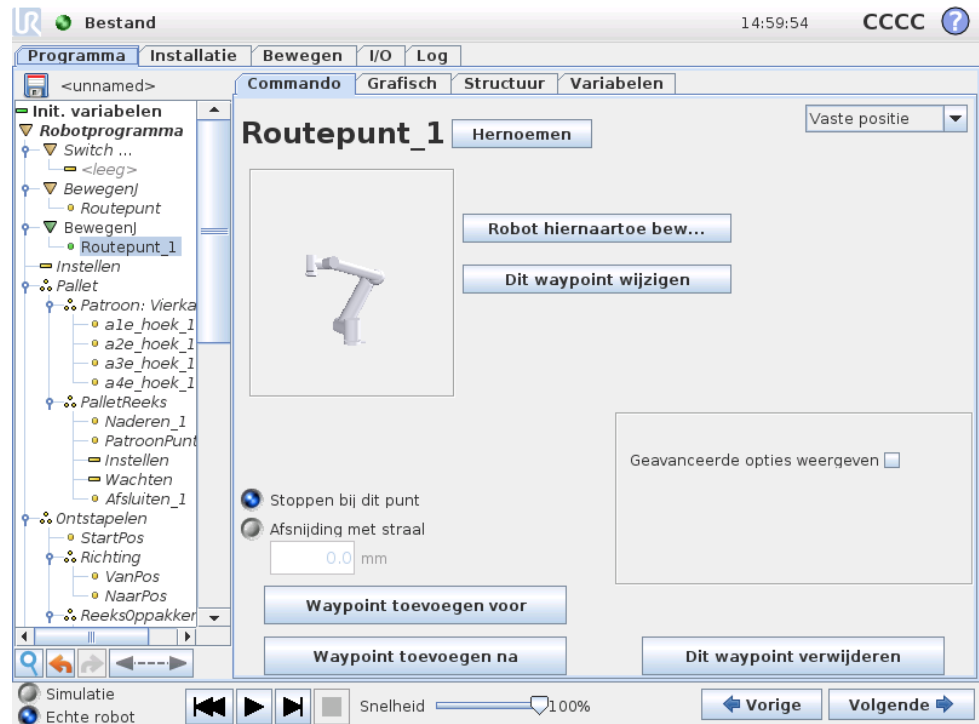 UR Bestand 14:59:54 CCCC ?
Programma Installatie Bewegen I/O Log
<unnamed>
Commando Grafisch Structuur Variabelen
Init. variabelen
Robotprogramma
Switch ...
<leeg>
BewegenJ
Routepunt
BewegenJ
Routepunt_1
Instellen
Pallet
Patroon: Vierka
a1e_hoek_1
a2e_hoek_1
a3e_hoek_1
a4e_hoek_1
PalletReeks
Naderen_1
PatroonPunt
Instellen
Wachten
Afsluiten_1
Ontstapelen
StartPos
Richting
VanPos
NaarPos
ReeksOppakken
Routepunt_1 Hernoemen
Vaste positie
Robot hiernaartoe bew...
Dit waypoint wijzigen
Geavanceerde opties weergeven
Stoppen bij dit punt
Afsnijding met straal
0.0 mm
Waypoint toevoegen voor
Waypoint toevoegen na
Dit waypoint verwijderen
Simulatie
Echte robot
Snelheid 100%
Vorige Volgende